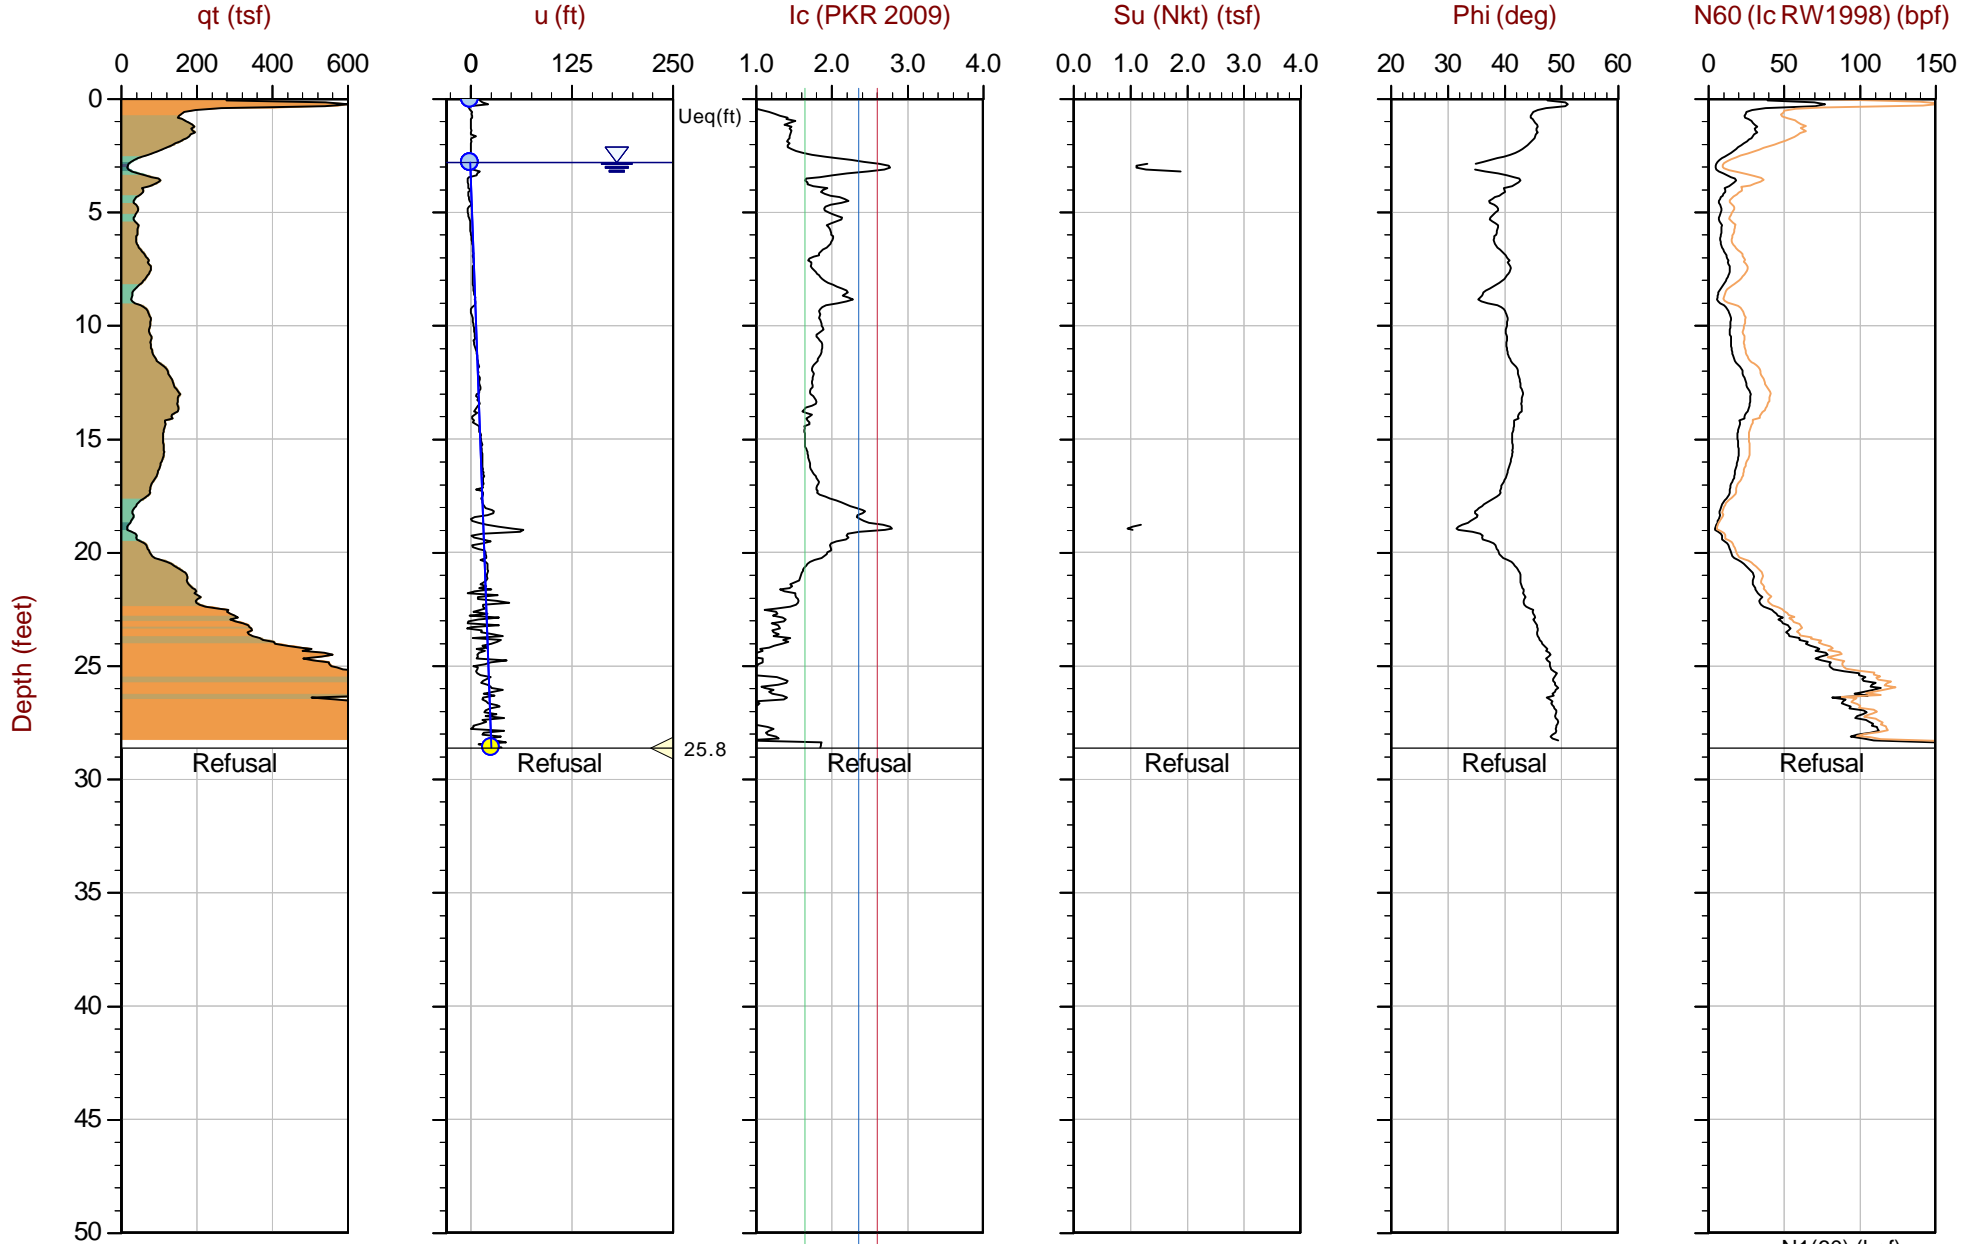 qt (tsf) u (ft) Ic (PKR 2009) Su (Nkt) (tsf) Phi (deg) N60 (Ic RW1998) (bpf)
0 200 400 600 0 125 250 1.0 2.0 3.0 4.0 0.0 1.0 2.0 3.0 4.0 20 30 40 50 60 0 50 100 150
0
Ueq(ft)
5
10
15
20
25
Depth (feet)
25.8
Refusal Refusal Refusal Refusal Refusal Refusal
30
35
40
45
50